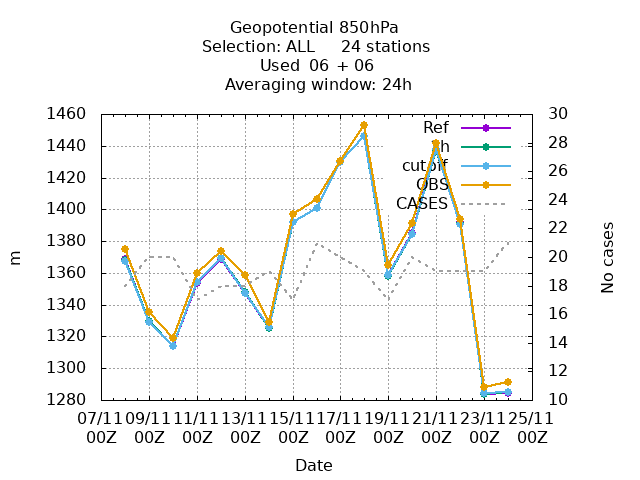 Geopotential 850hPa
Selection: ALL 24 stations
Used 06 + 06
Averaging window: 24h
1460
1440
1420
1400
1380
1360
1340
1320
1300
1280
m
30
28
26
24
22
20
18
16
14
12
10
No cases
Ref
cutoff
OBS
CASES
07/11 09/11 11/11 13/11 15/11 17/11 19/11 21/11 23/11 25/11
00Z 00Z 00Z 00Z 00Z 00Z 00Z 00Z 00Z 00Z
Date